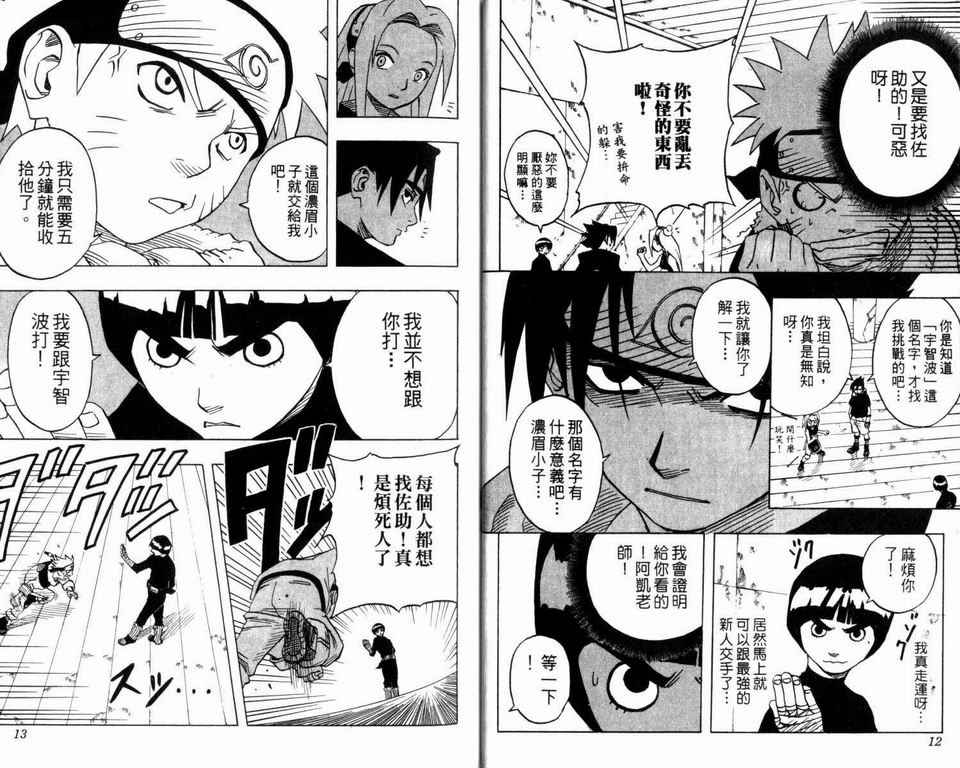 又是要找佐
助的！可惡
呀！
你不要亂丟
奇怪的東西
啦！
害我要拚命
的躲…
妳不要
厭惡的這麼
明顯嘛…
你是知道
「宇智波」這
個名字，才找
我挑戰的吧…
我坦白說，
你真是無知
呀…
開什麼
玩笑！
我就讓你了
解一下…
那個名字有
什麼意義吧…
濃眉小子…
麻煩你
了！
ツ
我真
走運呀…
居然馬上就
可以跟最強的
新人交手了…
我會證明
給你看的
！阿凱老
師！
等一下
！
12
這個濃眉小
子就交給我
吧！
我只需要五
分鐘就能收
拾他了。
我並不想跟
你打…
我要跟宇智
波打！
每個人都想
找佐助！真
是煩死人了
！
ダッ
ダダッ
スッ…
13